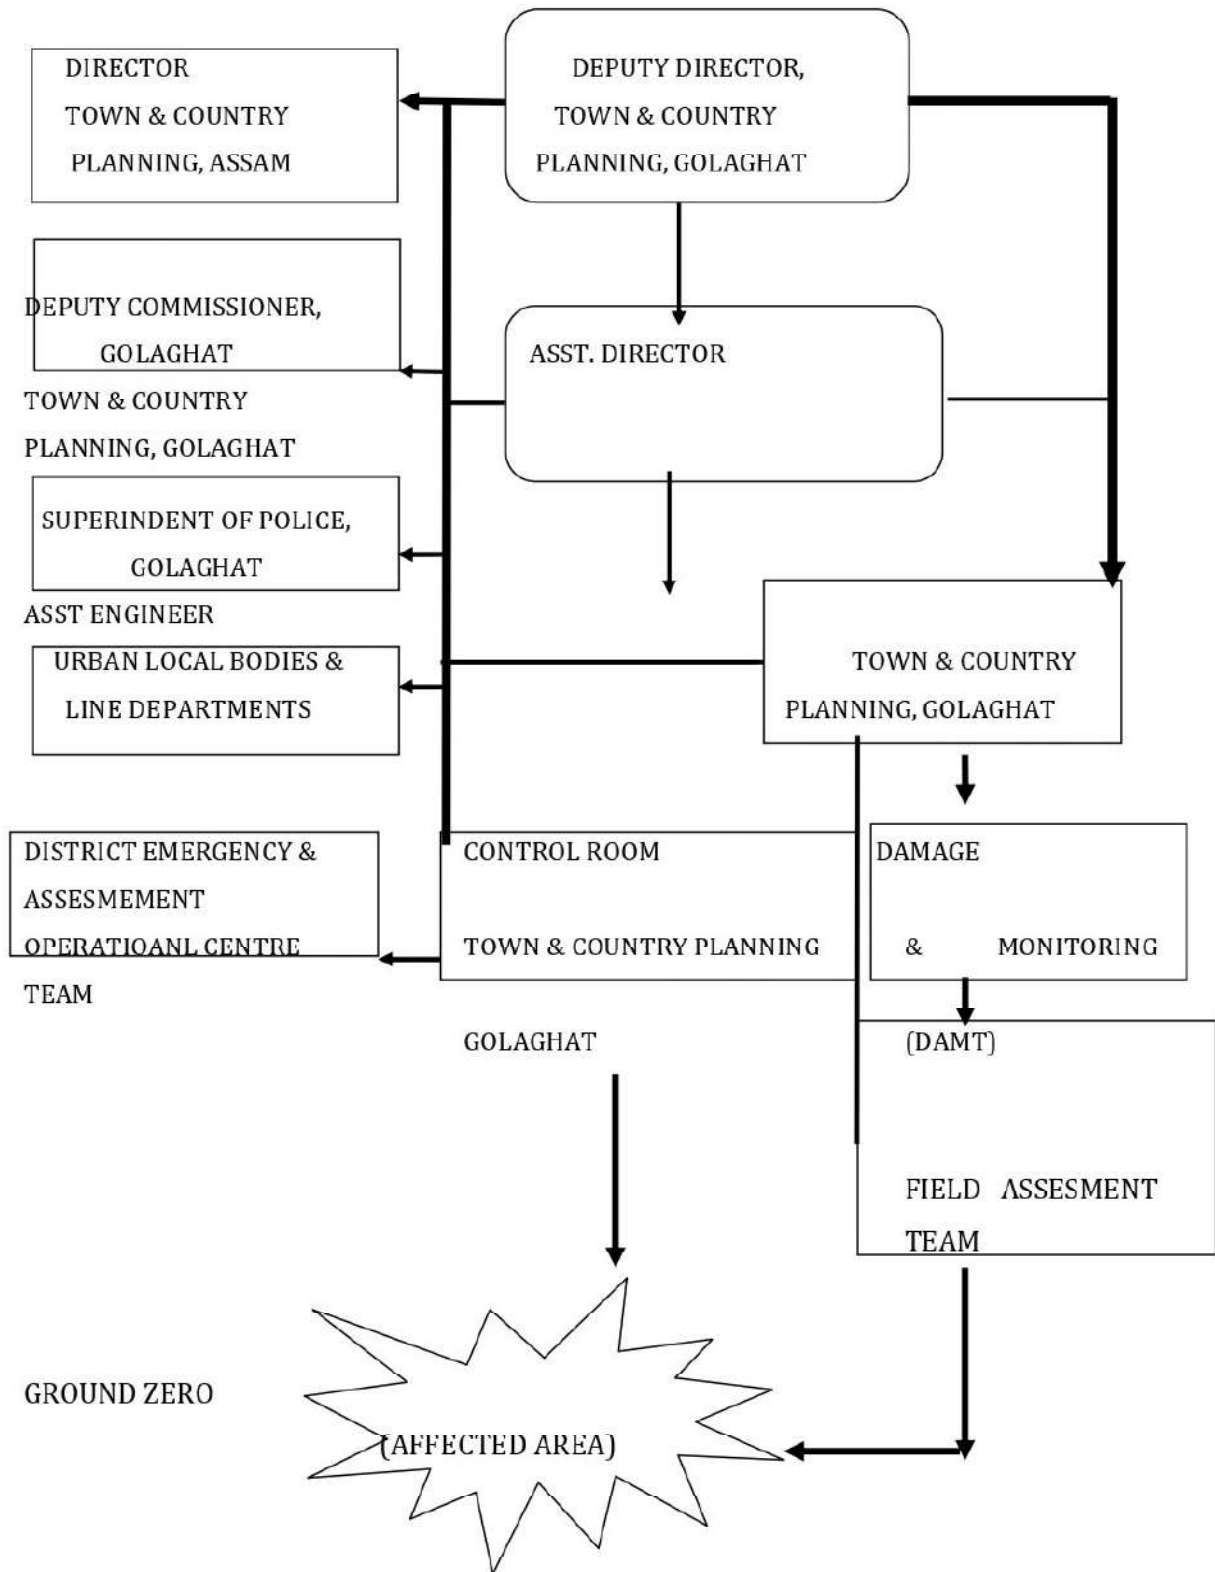 DIRECTOR
TOWN & COUNTRY
PLANNING, ASSAM
DEPUTY DIRECTOR,
TOWN & COUNTRY
PLANNING, GOLAGHAT
DEPUTY COMMISSIONER,
GOLAGHAT
ASST. DIRECTOR
TOWN & COUNTRY
PLANNING, GOLAGHAT
SUPERINDENT OF POLICE,
GOLAGHAT
ASST ENGINEER
URBAN LOCAL BODIES &
LINE DEPARTMENTS
TOWN & COUNTRY
PLANNING, GOLAGHAT
DISTRICT EMERGENCY &
ASSESMEMENT
OPERATIOANL CENTRE
TEAM
CONTROL ROOM
TOWN & COUNTRY PLANNING
GOLAGHAT
DAMAGE
& MONITORING
(DAMT)
FIELD ASSESMENT
TEAM
GROUND ZERO
(AFFECTED AREA)